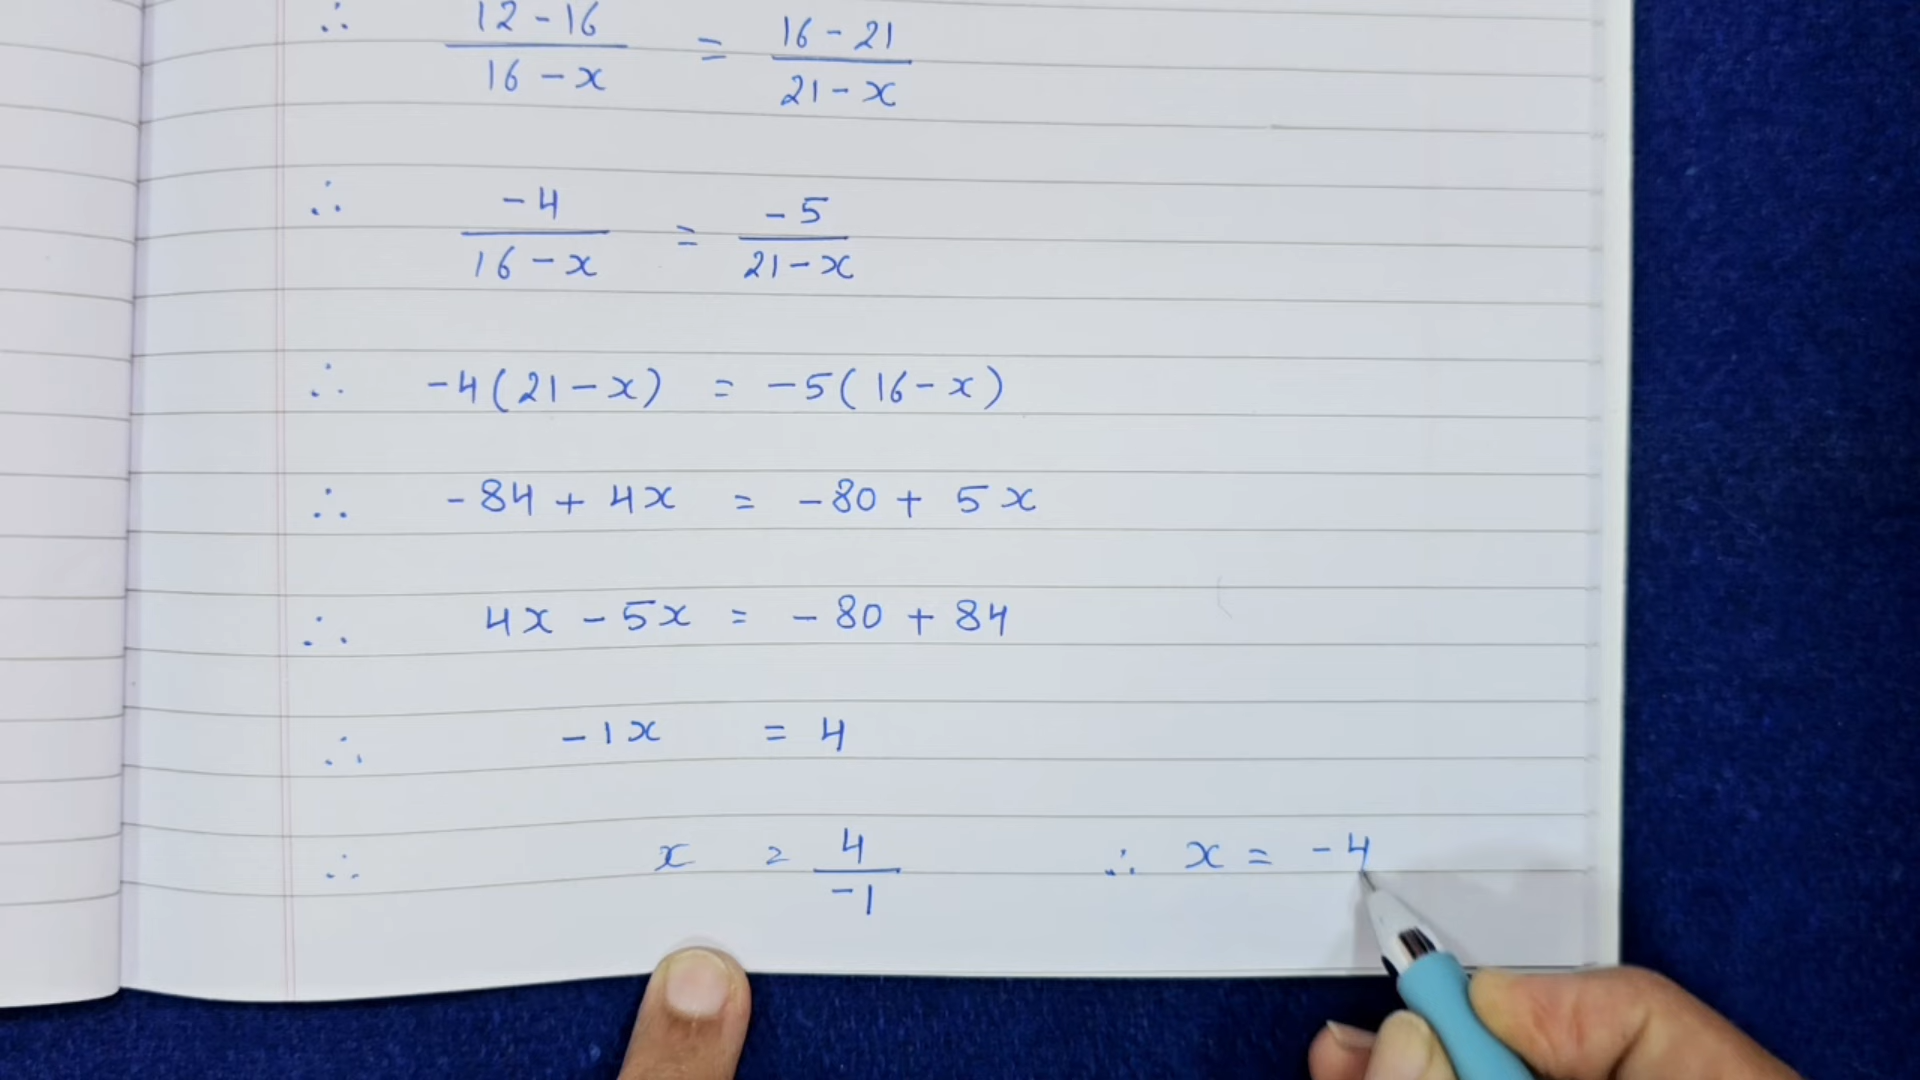 ∴ 12 - 16 / 16 - x = 16 - 21 / 21 - x
∴ -4 / 16 - x = -5 / 21 - x
∴ -4(21 - x) = -5(16 - x)
∴ -84 + 4x = -80 + 5x
∴ 4x - 5x = -80 + 84
∴ -1x = 4
∴ x = 4 / -1 ∴ x = -4